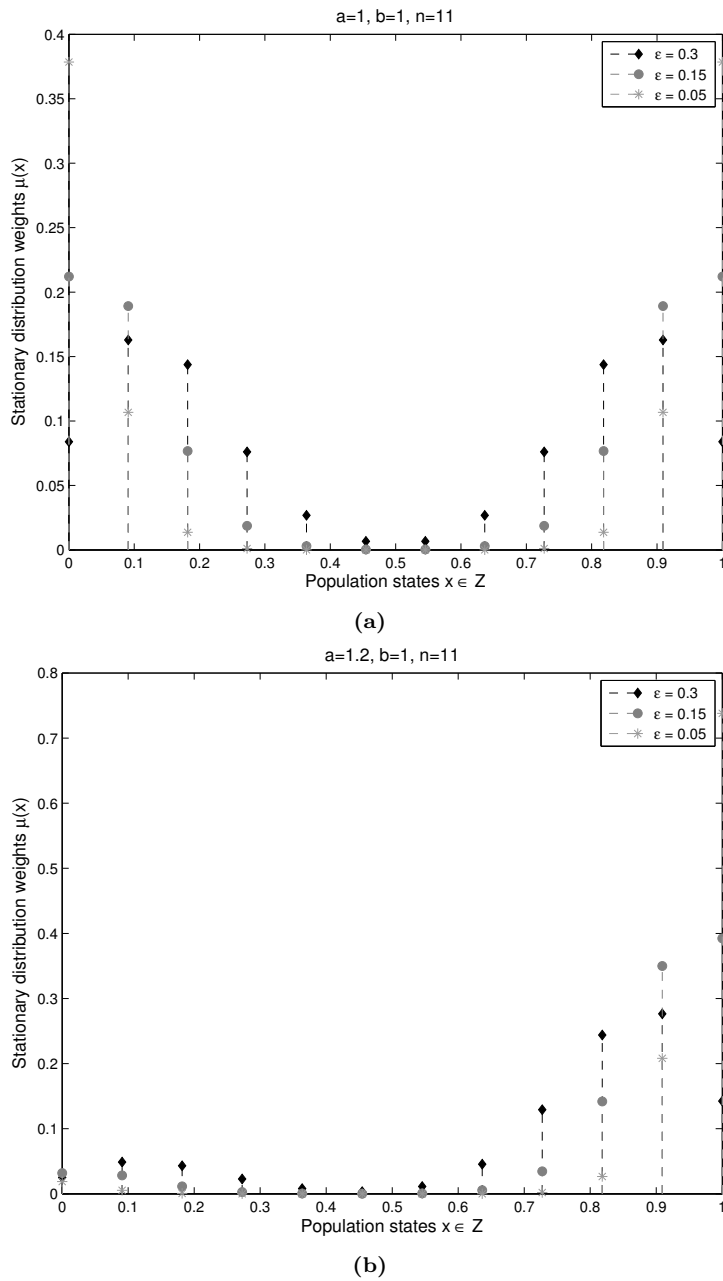 a=1, b=1, n=11
ε = 0.3
ε = 0.15
ε = 0.05
Stationary distribution weights μ(x)
0.4
0.35
0.3
0.25
0.2
0.15
0.1
0.05
0
0 0.1 0.2 0.3 0.4 0.5 0.6 0.7 0.8 0.9 1
Population states x ∈ Z
(a)
a=1.2, b=1, n=11
ε = 0.3
ε = 0.15
ε = 0.05
Stationary distribution weights μ(x)
0.8
0.7
0.6
0.5
0.4
0.3
0.2
0.1
0
0 0.1 0.2 0.3 0.4 0.5 0.6 0.7 0.8 0.9 1
Population states x ∈ Z
(b)